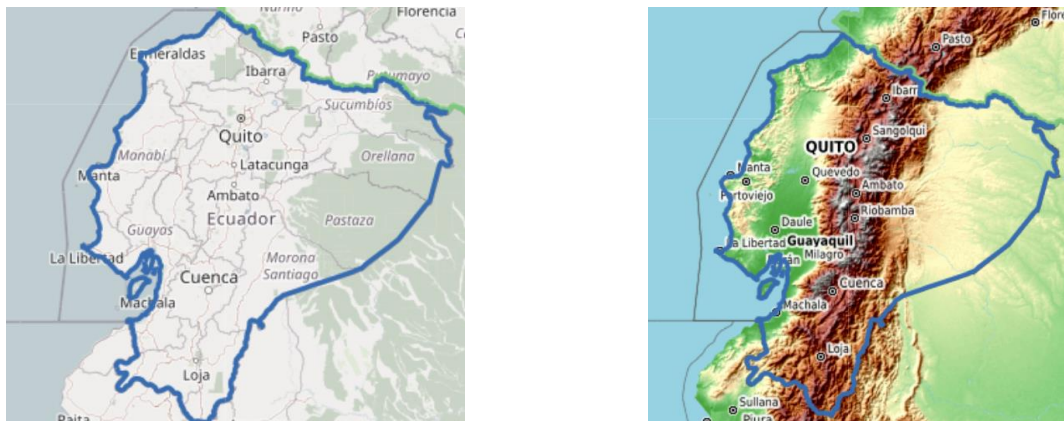 Florencia
Nariño
Pasto
Esmeraldas
Ibarra
Putumayo
Sucumbíos
Quito
Manabí
Latacunga
Orellana
Manta
Ambato
Ecuador
Pastaza
Guayas
La Libertad
Morona
Santiago
Cuenca
Machala
Loja
Paita
Flore
Pasto
Ibarr
Sangolquí
QUITO
Manta
Quevedo
Portoviejo
Ambato
Riobamba
Daule
La Libertad
Guayaquil
Milagro
Cuenca
Machala
Loja
Sullana
Piura